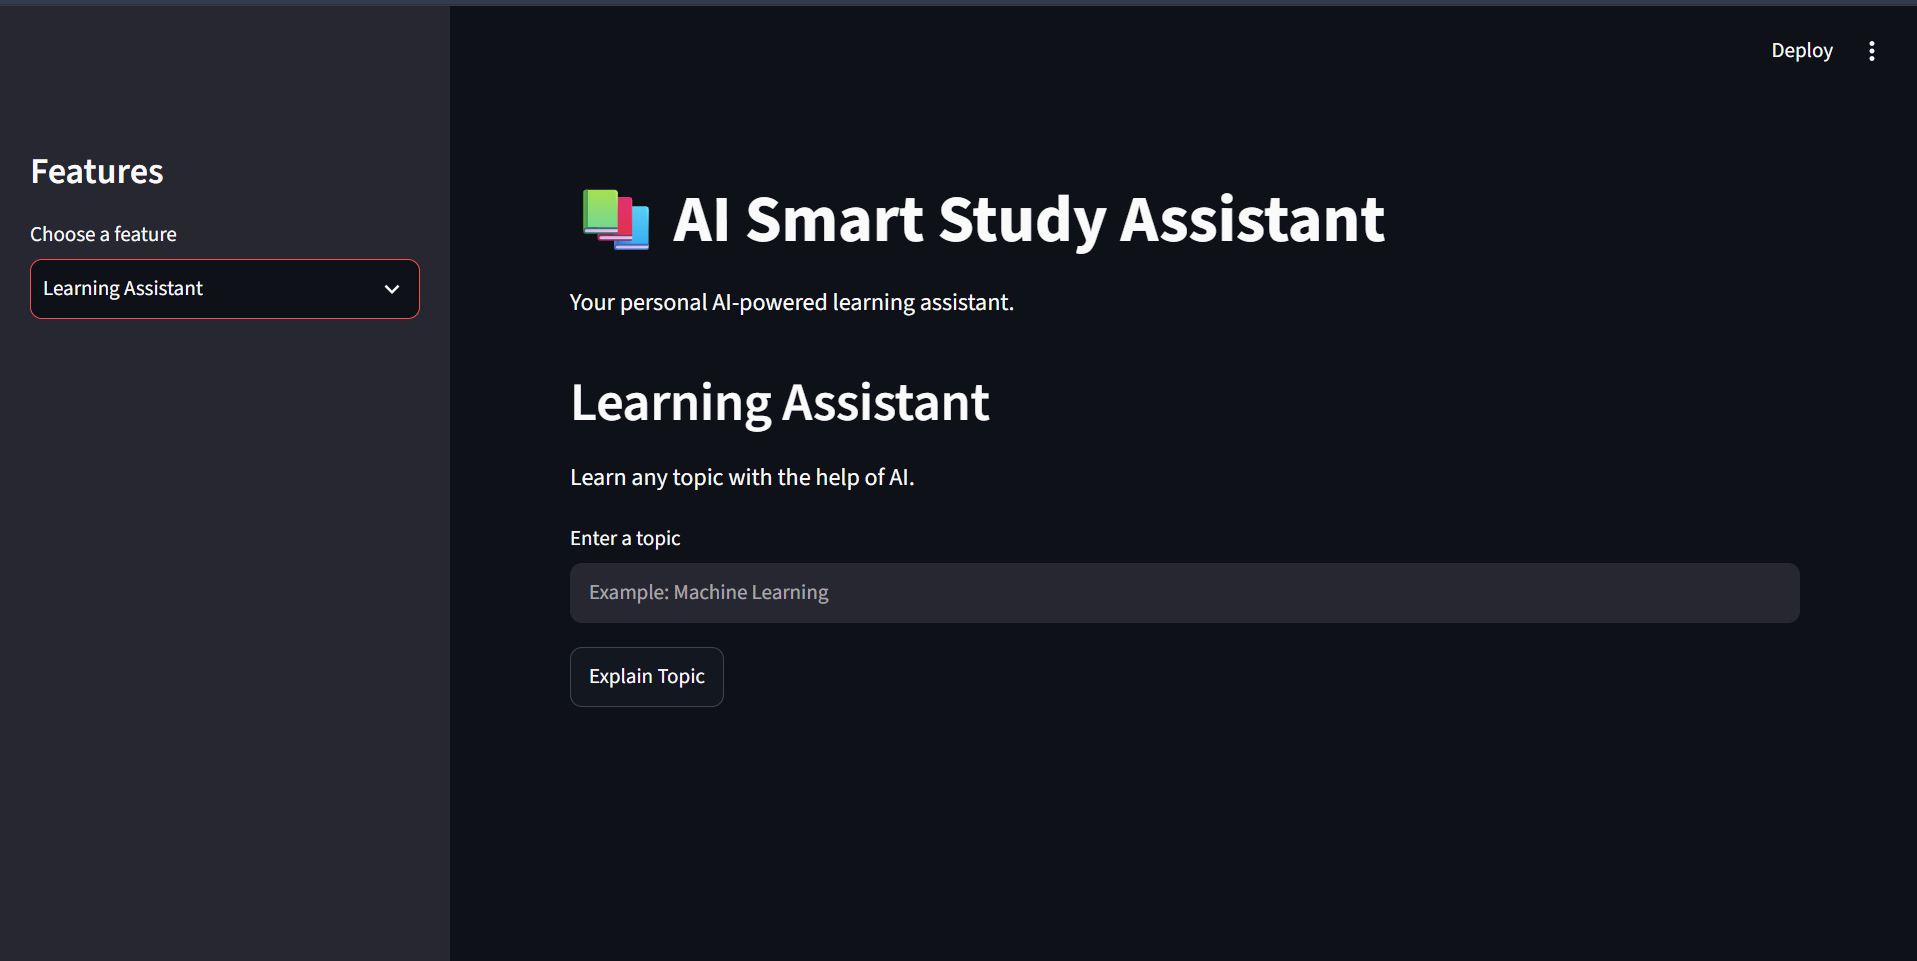 Deploy
Features
Choose a feature
Learning Assistant
AI Smart Study Assistant
Your personal AI-powered learning assistant.
Learning Assistant
Learn any topic with the help of AI.
Enter a topic
Example: Machine Learning
Explain Topic